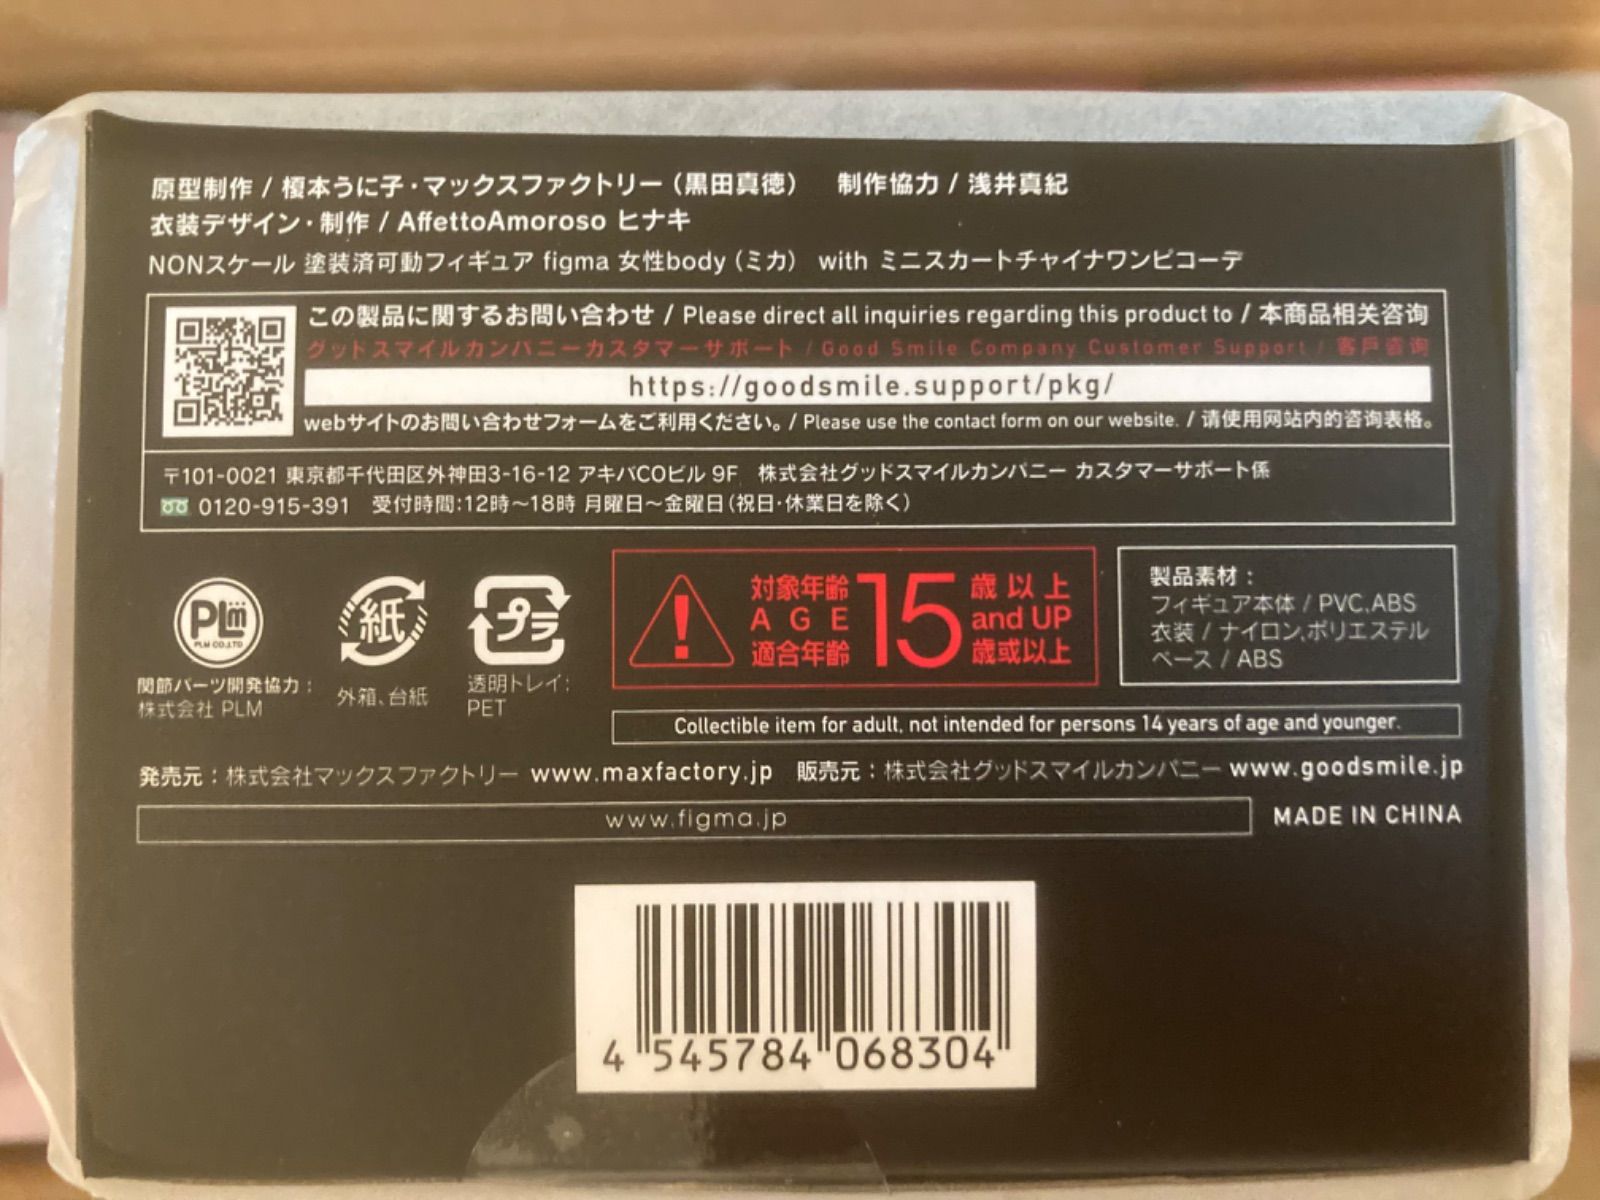 原型制作 / 榎本うに子・マックスファクトリー（黒田真徳）　制作協力 / 浅井真紀
衣装デザイン・制作 / AffettoAmoroso ヒナキ
NONスケール 塗装済可動フィギュア figma 女性body（ミカ） with ミニスカートチャイナワンピコーデ
この製品に関するお問い合わせ / Please direct all inquiries regarding this product to / 本商品相关咨询
グッドスマイルカンパニーカスタマーサポート / Good Smile Company Customer Support / 客戶咨询
https://goodsmile.support/pkg/
webサイトのお問い合わせフォームをご利用ください。 / Please use the contact form on our website. / 请使用网站内的咨询表格。
〒101-0021 東京都千代田区外神田3-16-12 アキバCOビル 9F　株式会社グッドスマイルカンパニー カスタマーサポート係
0120-915-391　受付時間:12時～18時 月曜日～金曜日（祝日・休業日を除く）
PLM
PLM CO.,LTD
関節パーツ開発協力：
株式会社 PLM
紙
外箱、台紙
プラ
透明トレイ：
PET
対象年齢
AGE
適合年齢
15
歳以上
and UP
歳或以上
製品素材：
フィギュア本体 / PVC,ABS
衣装 / ナイロン,ポリエステル
ベース / ABS
Collectible item for adult, not intended for persons 14 years of age and younger.
発売元：株式会社マックスファクトリー www.maxfactory.jp　販売元：株式会社グッドスマイルカンパニー www.goodsmile.jp
www.figma.jp
MADE IN CHINA
4 545784 068304